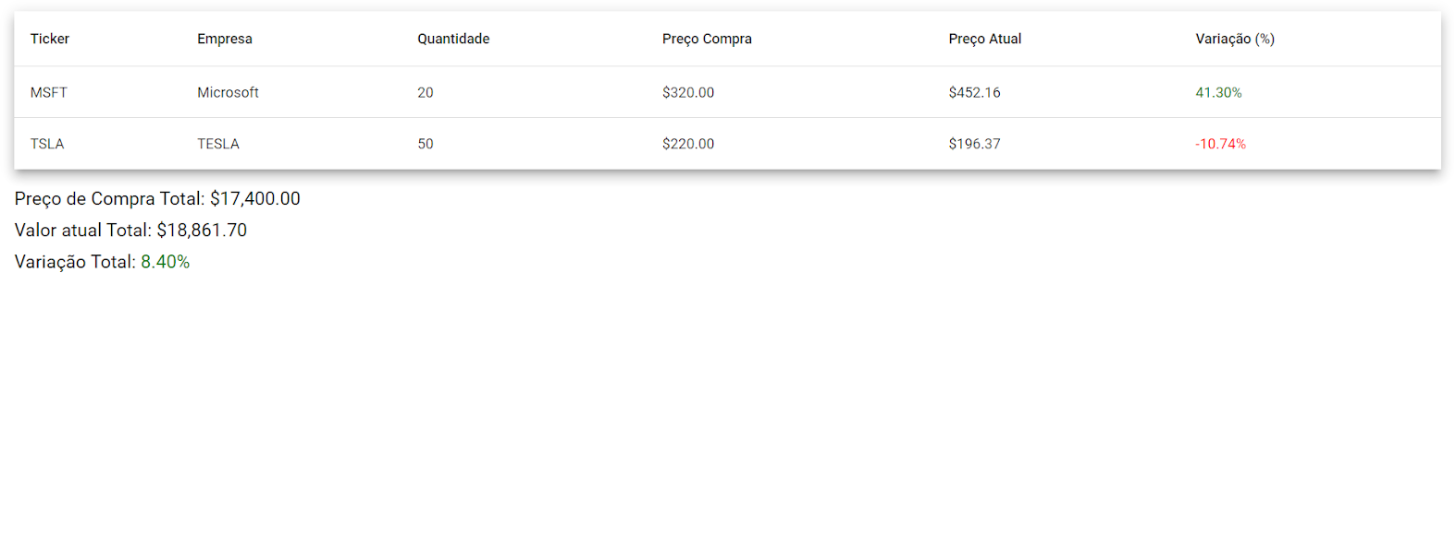 Ticker Empresa Quantidade Preço Compra Preço Atual Variação (%)
MSFT Microsoft 20 $320.00 $452.16 41.30%
TSLA TESLA 50 $220.00 $196.37 -10.74%
Preço de Compra Total: $17,400.00
Valor atual Total: $18,861.70
Variação Total: 8.40%